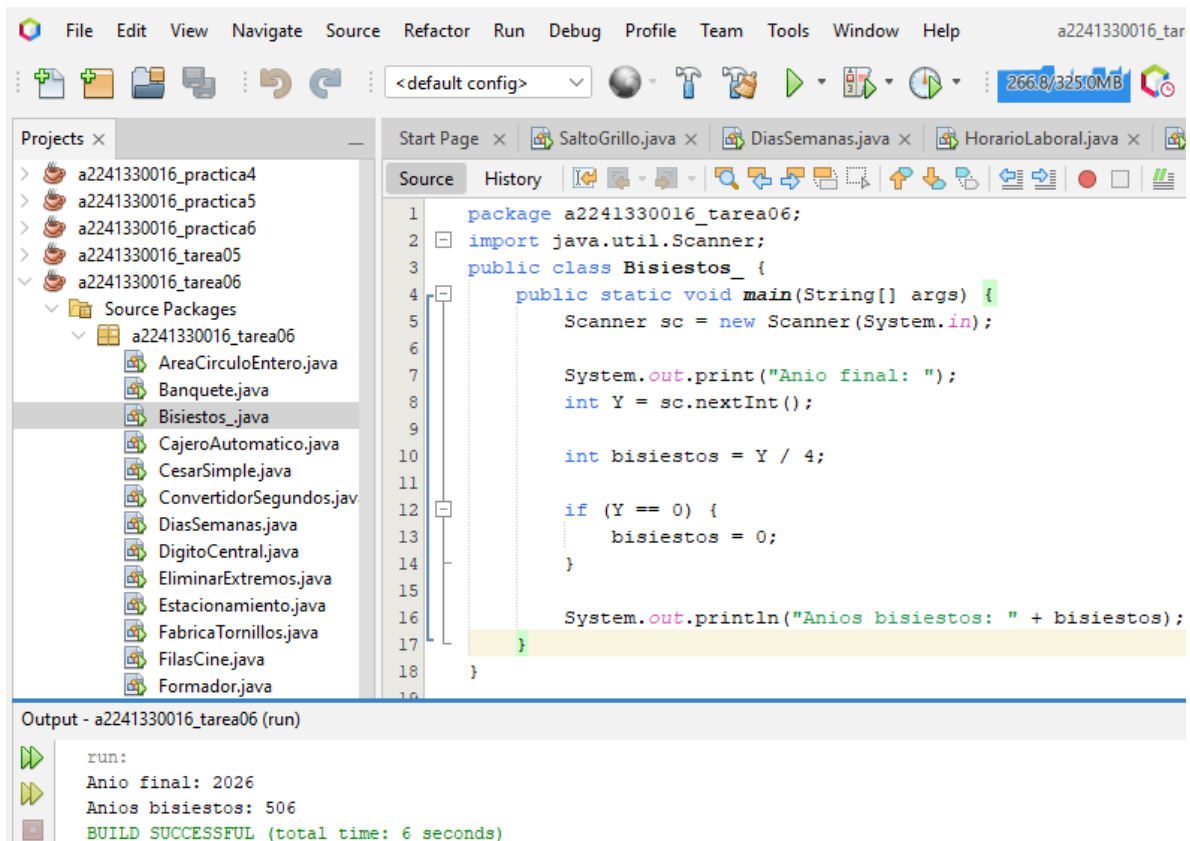 File Edit View Navigate Source Refactor Run Debug Profile Team Tools Window Help a2241330016_tar
<default config> 266.8/325.0MB
Projects
Start Page SaltoGrillo.java DiasSemanas.java HorarioLaboral.java
a2241330016_practica4
a2241330016_practica5
a2241330016_practica6
a2241330016_tarea05
a2241330016_tarea06
Source Packages
a2241330016_tarea06
AreaCirculoEntero.java
Banquete.java
Bisiestos_.java
CajeroAutomatico.java
CesarSimple.java
ConvertidorSegundos.jav
DiasSemanas.java
DigitoCentral.java
EliminarExtremos.java
Estacionamiento.java
FabricaTornillos.java
FilasCine.java
Formador.java
Source History
1 package a2241330016_tarea06;
2 import java.util.Scanner;
3 public class Bisiestos_ {
4 public static void main(String[] args) {
5 Scanner sc = new Scanner(System.in);
6
7 System.out.print("Anio final: ");
8 int Y = sc.nextInt();
9
10 int bisiestos = Y / 4;
11
12 if (Y == 0) {
13 bisiestos = 0;
14 }
15
16 System.out.println("Anios bisiestos: " + bisiestos);
17 }
18 }
19
Output - a2241330016_tarea06 (run)
run:
Anio final: 2026
Anios bisiestos: 506
BUILD SUCCESSFUL (total time: 6 seconds)